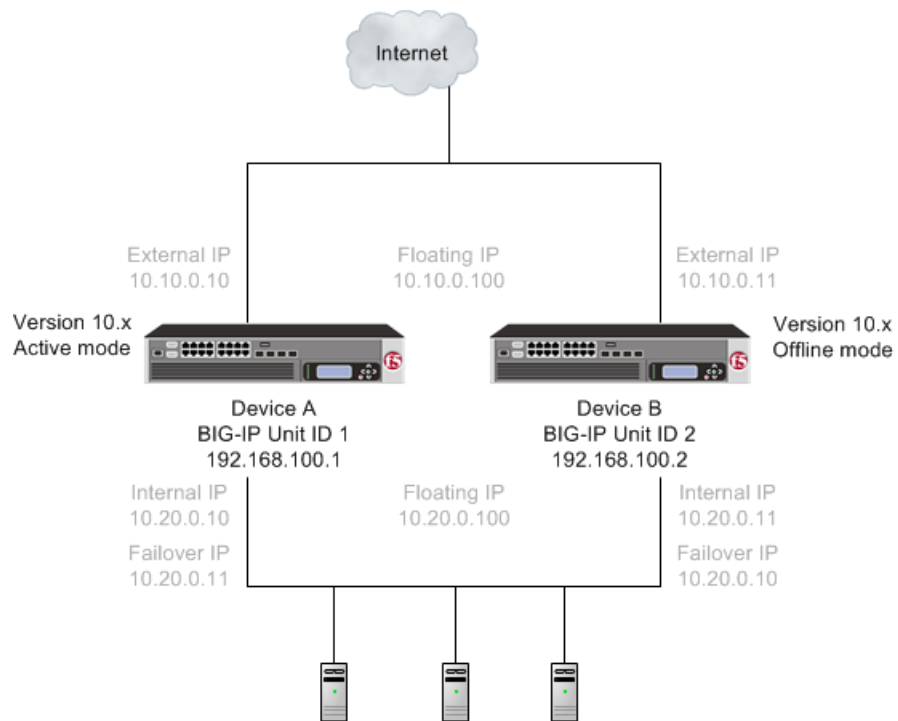 Internet
External IP
10.10.0.10
Floating IP
10.10.0.100
External IP
10.10.0.11
Version 10.x
Active mode
f5
f5
Version 10.x
Offline mode
Device A
BIG-IP Unit ID 1
192.168.100.1
Device B
BIG-IP Unit ID 2
192.168.100.2
Internal IP
10.20.0.10
Floating IP
10.20.0.100
Internal IP
10.20.0.11
Failover IP
10.20.0.11
Failover IP
10.20.0.10